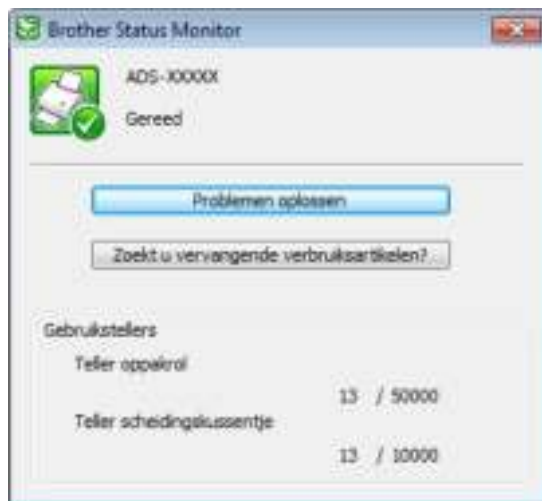 Brother Status Monitor
ADS-XXXXX
Gereed
Problemen oplossen
Zoekt u vervangende verbruiksartikelen?
Gebruikstellers
Teller oppakrol
13 / 50000
Teller scheidingskussentje
13 / 10000